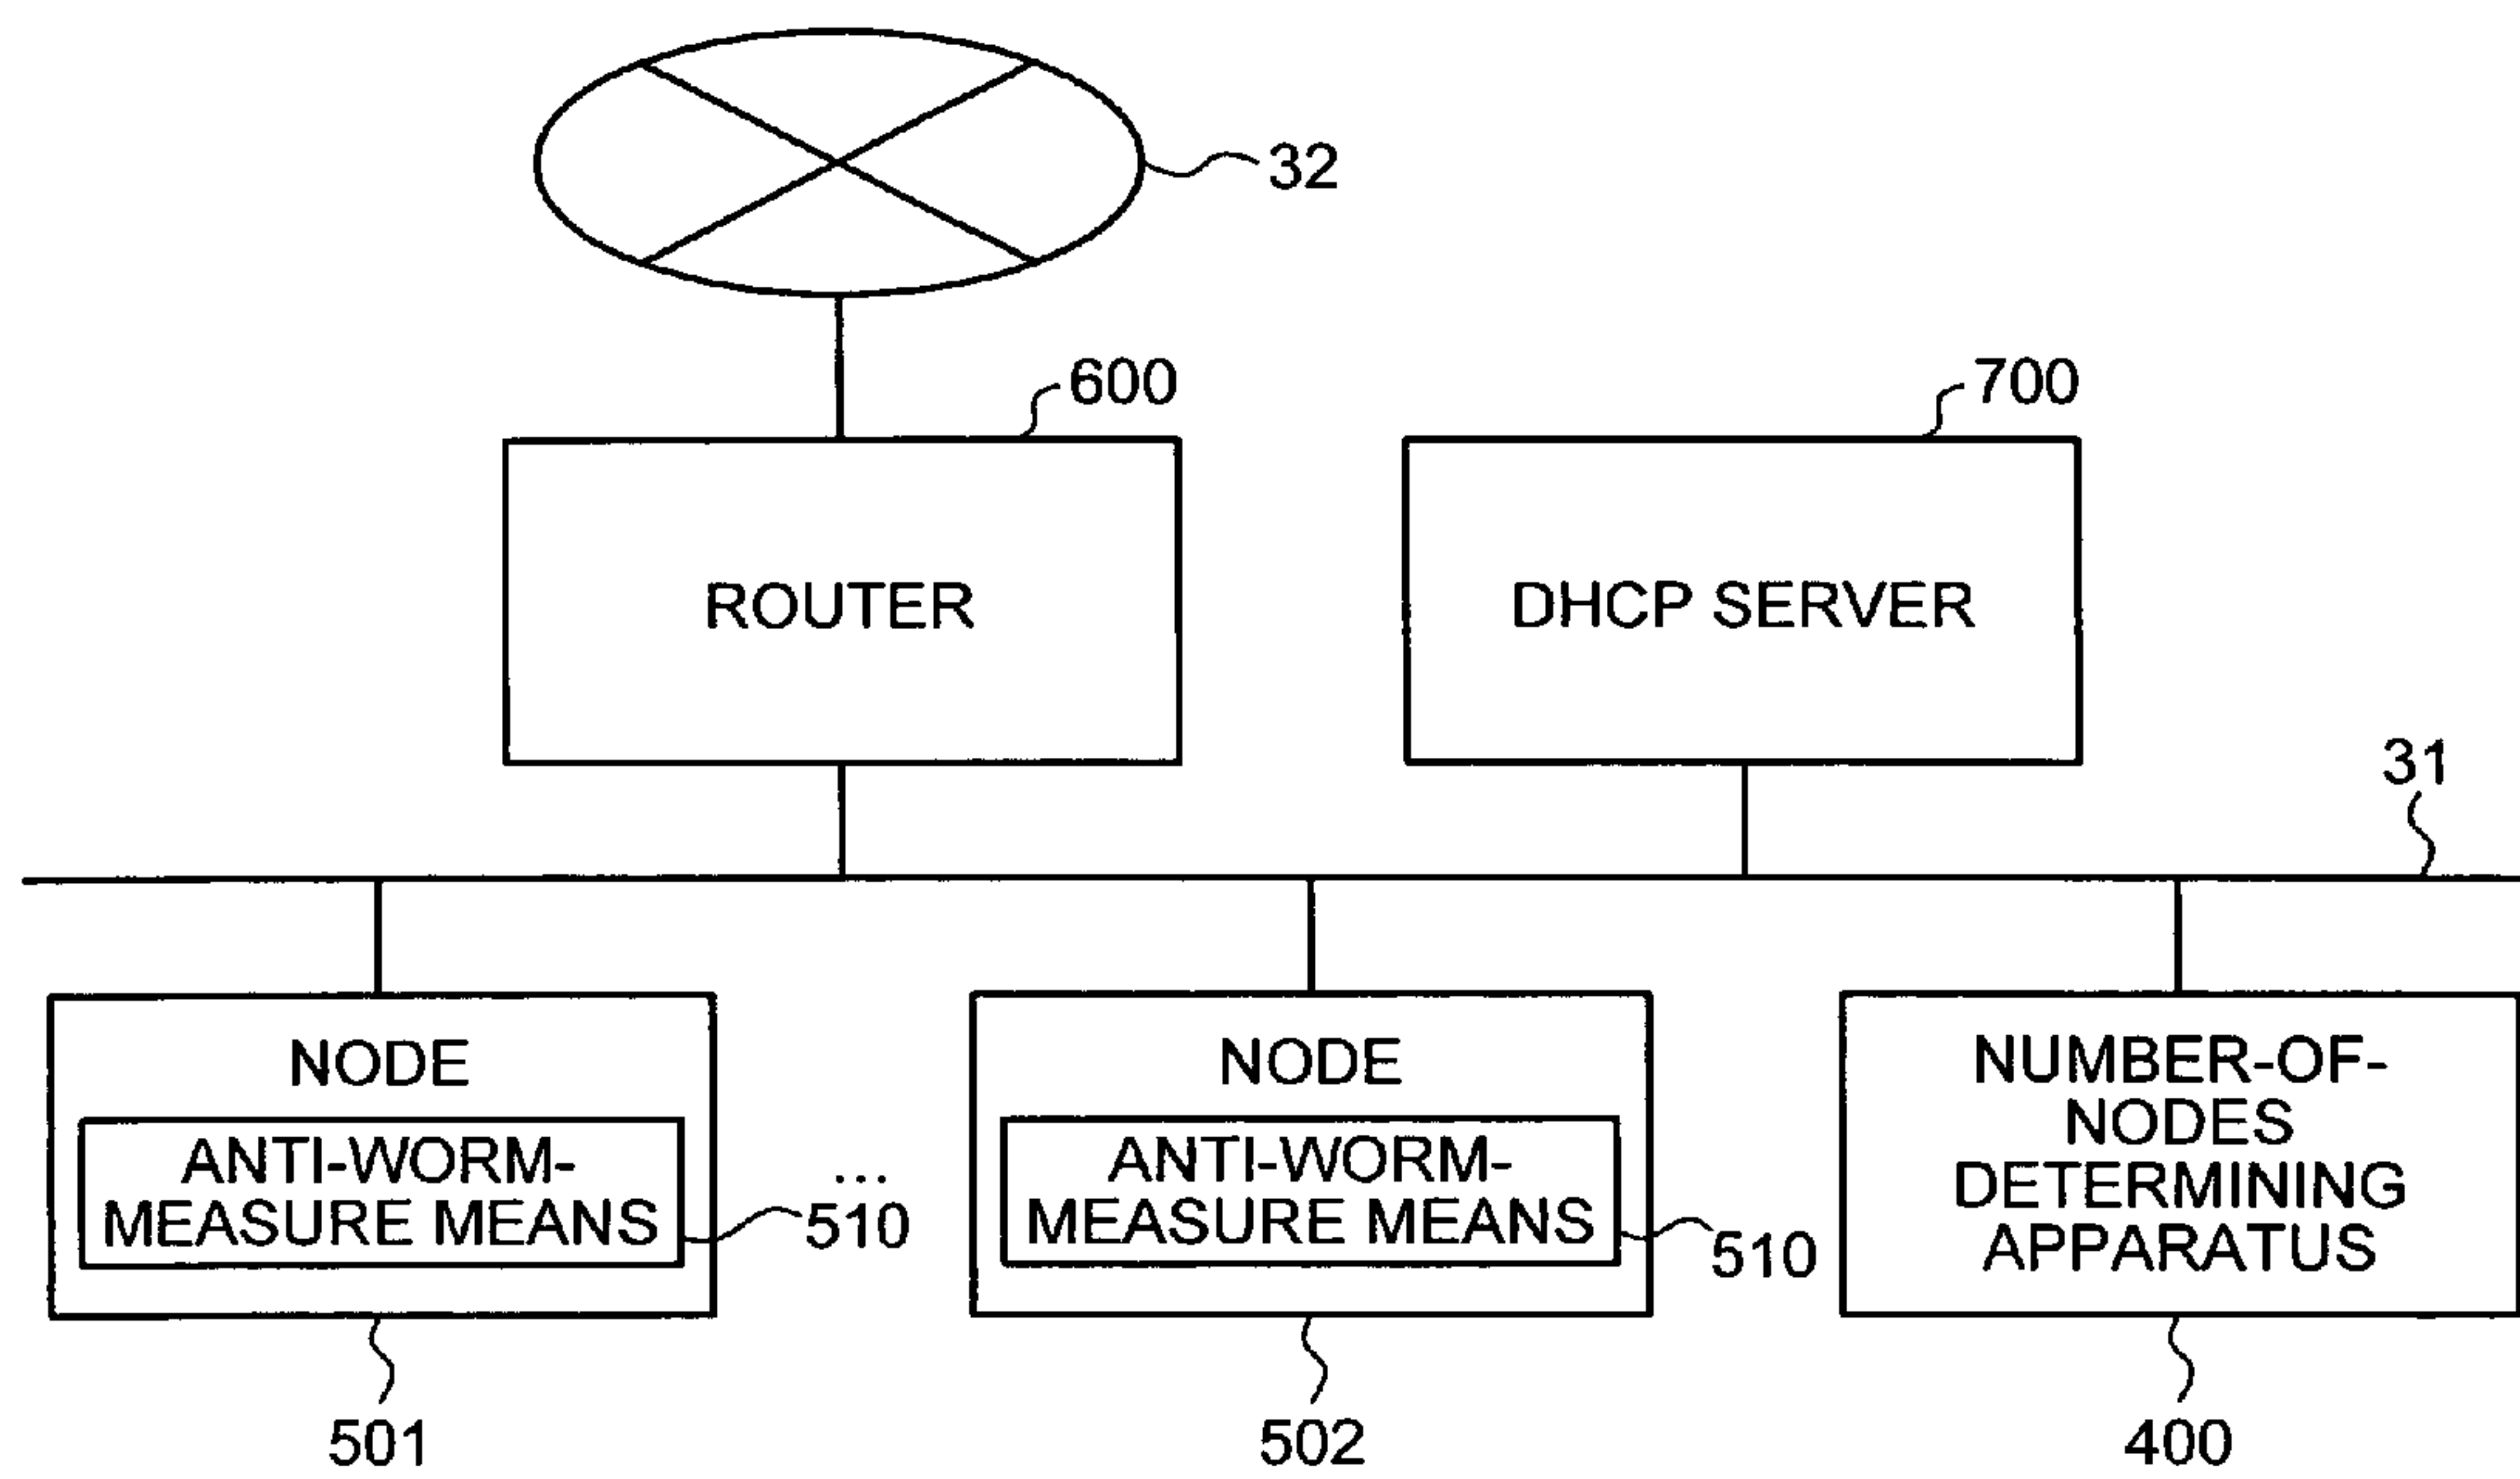 32
600
700
ROUTER
DHCP SERVER
31
NODE
ANTI-WORM-
MEASURE MEANS
...
510
NODE
ANTI-WORM-
MEASURE MEANS
510
NUMBER-OF-
NODES
DETERMINING
APPARATUS
501
502
400